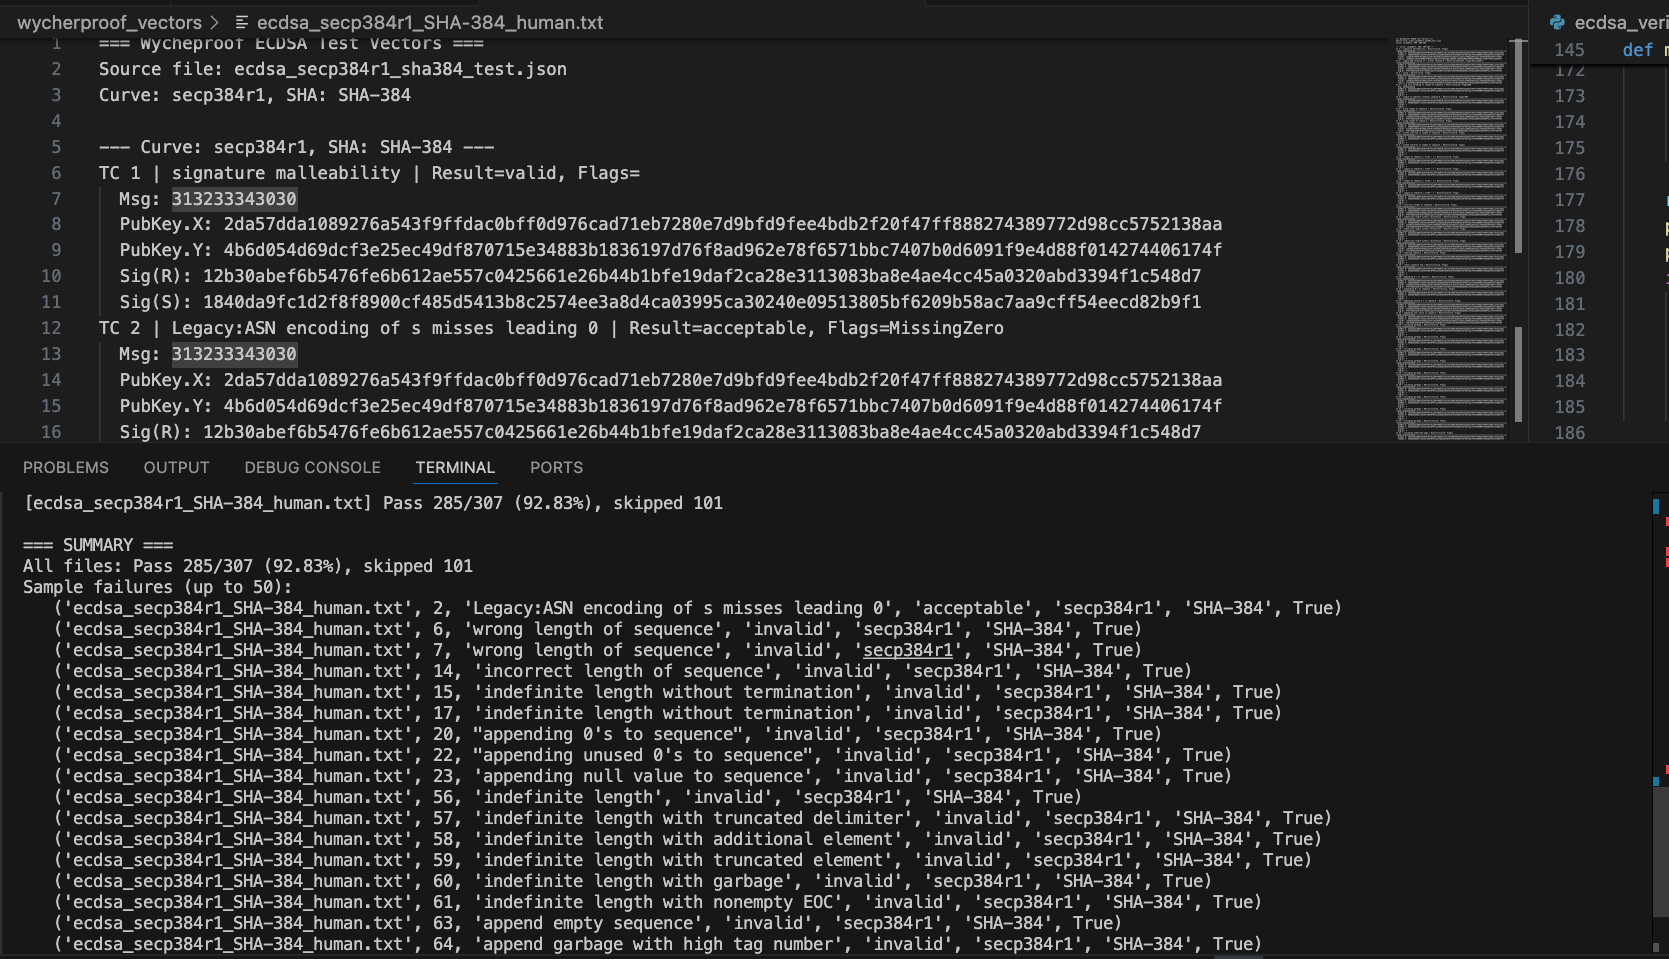 wycherproof_vectors > ecdsa_secp384r1_SHA-384_human.txt
1 === Wycheproof ECDSA Test Vectors ===
2 Source file: ecdsa_secp384r1_sha384_test.json
3 Curve: secp384r1, SHA: SHA-384
4
5 --- Curve: secp384r1, SHA: SHA-384 ---
6 TC 1 | signature malleability | Result=valid, Flags=
7 Msg: 313233343030
8 PubKey.X: 2da57dda1089276a543f9ffdac0bff0d976cad71eb7280e7d9bfd9fee4bdb2f20f47ff888274389772d98cc5752138aa
9 PubKey.Y: 4b6d054d69dcf3e25ec49df870715e34883b1836197d76f8ad962e78f6571bbc7407b0d6091f9e4d88f014274406174f
10 Sig(R): 12b30abef6b5476fe6b612ae557c0425661e26b44b1bfe19daf2ca28e3113083ba8e4ae4cc45a0320abd3394f1c548d7
11 Sig(S): 1840da9fc1d2f8f8900cf485d5413b8c2574ee3a8d4ca03995ca30240e09513805bf6209b58ac7aa9cff54eecd82b9f1
12 TC 2 | Legacy:ASN encoding of s misses leading 0 | Result=acceptable, Flags=MissingZero
13 Msg: 313233343030
14 PubKey.X: 2da57dda1089276a543f9ffdac0bff0d976cad71eb7280e7d9bfd9fee4bdb2f20f47ff888274389772d98cc5752138aa
15 PubKey.Y: 4b6d054d69dcf3e25ec49df870715e34883b1836197d76f8ad962e78f6571bbc7407b0d6091f9e4d88f014274406174f
16 Sig(R): 12b30abef6b5476fe6b612ae557c0425661e26b44b1bfe19daf2ca28e3113083ba8e4ae4cc45a0320abd3394f1c548d7
ecdsa_veri
145 def
172
173
174
175
176
177
178
179
180
181
182
183
184
185
186
PROBLEMS OUTPUT DEBUG CONSOLE TERMINAL PORTS
[ecdsa_secp384r1_SHA-384_human.txt] Pass 285/307 (92.83%), skipped 101
=== SUMMARY ===
All files: Pass 285/307 (92.83%), skipped 101
Sample failures (up to 50):
('ecdsa_secp384r1_SHA-384_human.txt', 2, 'Legacy:ASN encoding of s misses leading 0', 'acceptable', 'secp384r1', 'SHA-384', True)
('ecdsa_secp384r1_SHA-384_human.txt', 6, 'wrong length of sequence', 'invalid', 'secp384r1', 'SHA-384', True)
('ecdsa_secp384r1_SHA-384_human.txt', 7, 'wrong length of sequence', 'invalid', 'secp384r1', 'SHA-384', True)
('ecdsa_secp384r1_SHA-384_human.txt', 14, 'incorrect length of sequence', 'invalid', 'secp384r1', 'SHA-384', True)
('ecdsa_secp384r1_SHA-384_human.txt', 15, 'indefinite length without termination', 'invalid', 'secp384r1', 'SHA-384', True)
('ecdsa_secp384r1_SHA-384_human.txt', 17, 'indefinite length without termination', 'invalid', 'secp384r1', 'SHA-384', True)
('ecdsa_secp384r1_SHA-384_human.txt', 20, "appending 0's to sequence", 'invalid', 'secp384r1', 'SHA-384', True)
('ecdsa_secp384r1_SHA-384_human.txt', 22, "appending unused 0's to sequence", 'invalid', 'secp384r1', 'SHA-384', True)
('ecdsa_secp384r1_SHA-384_human.txt', 23, 'appending null value to sequence', 'invalid', 'secp384r1', 'SHA-384', True)
('ecdsa_secp384r1_SHA-384_human.txt', 56, 'indefinite length', 'invalid', 'secp384r1', 'SHA-384', True)
('ecdsa_secp384r1_SHA-384_human.txt', 57, 'indefinite length with truncated delimiter', 'invalid', 'secp384r1', 'SHA-384', True)
('ecdsa_secp384r1_SHA-384_human.txt', 58, 'indefinite length with additional element', 'invalid', 'secp384r1', 'SHA-384', True)
('ecdsa_secp384r1_SHA-384_human.txt', 59, 'indefinite length with truncated element', 'invalid', 'secp384r1', 'SHA-384', True)
('ecdsa_secp384r1_SHA-384_human.txt', 60, 'indefinite length with garbage', 'invalid', 'secp384r1', 'SHA-384', True)
('ecdsa_secp384r1_SHA-384_human.txt', 61, 'indefinite length with nonempty EOC', 'invalid', 'secp384r1', 'SHA-384', True)
('ecdsa_secp384r1_SHA-384_human.txt', 63, 'append empty sequence', 'invalid', 'secp384r1', 'SHA-384', True)
('ecdsa_secp384r1_SHA-384_human.txt', 64, 'append garbage with high tag number', 'invalid', 'secp384r1', 'SHA-384', True)